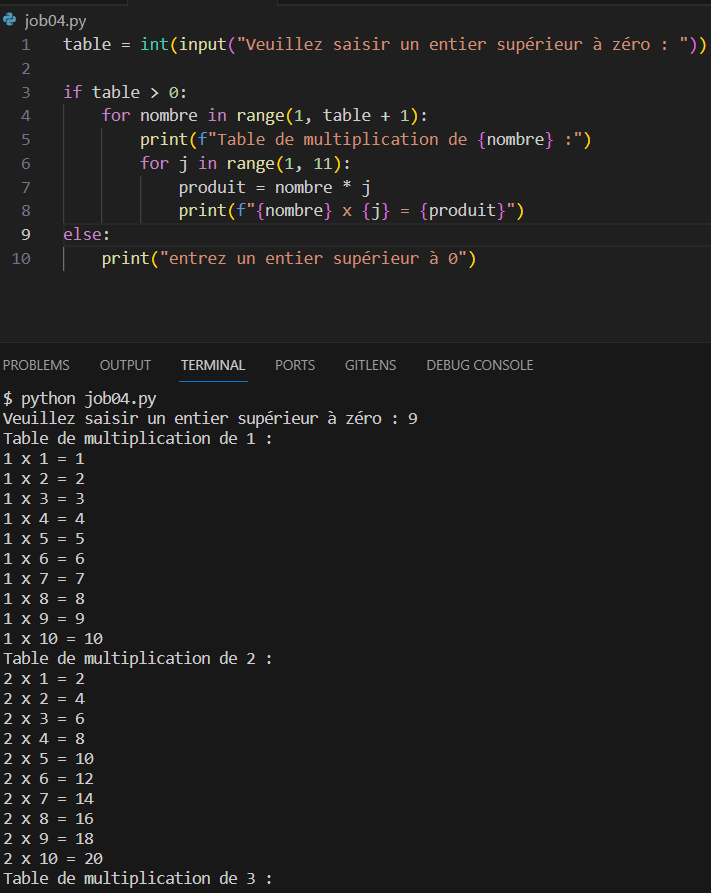 job04.py
1 table = int(input("Veuillez saisir un entier supérieur à zéro : "))
2
3 if table > 0:
4 for nombre in range(1, table + 1):
5 print(f"Table de multiplication de {nombre} :")
6 for j in range(1, 11):
7 produit = nombre * j
8 print(f"{nombre} x {j} = {produit}")
9 else:
10 print("entrez un entier supérieur à 0")
PROBLEMS OUTPUT TERMINAL PORTS GITLENS DEBUG CONSOLE
$ python job04.py
Veuillez saisir un entier supérieur à zéro : 9
Table de multiplication de 1 :
1 x 1 = 1
1 x 2 = 2
1 x 3 = 3
1 x 4 = 4
1 x 5 = 5
1 x 6 = 6
1 x 7 = 7
1 x 8 = 8
1 x 9 = 9
1 x 10 = 10
Table de multiplication de 2 :
2 x 1 = 2
2 x 2 = 4
2 x 3 = 6
2 x 4 = 8
2 x 5 = 10
2 x 6 = 12
2 x 7 = 14
2 x 8 = 16
2 x 9 = 18
2 x 10 = 20
Table de multiplication de 3 :